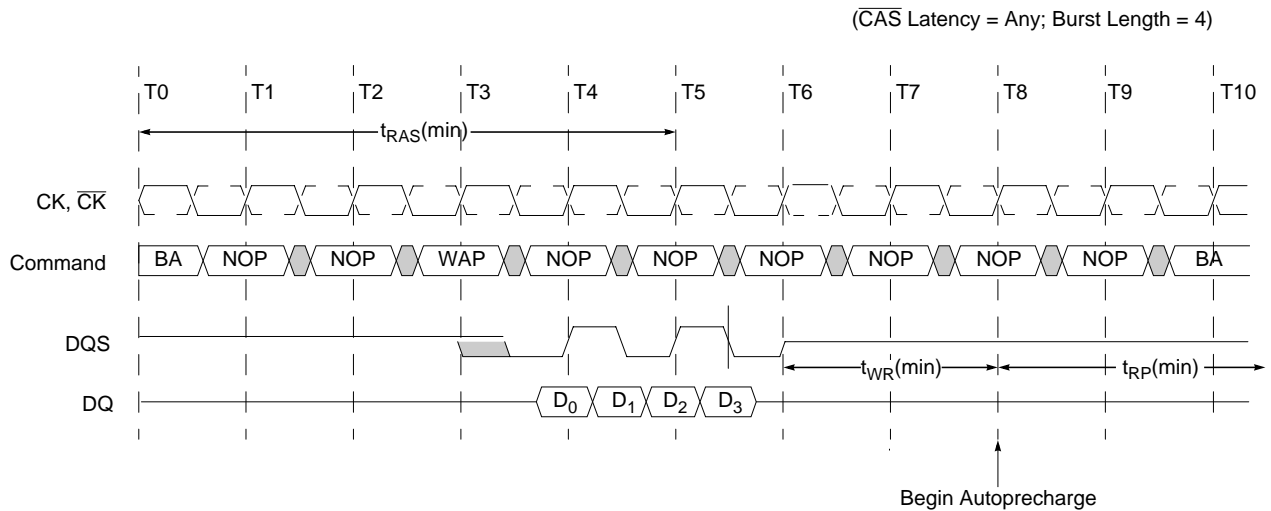 (CAS Latency = Any; Burst Length = 4)
T0 T1 T2 T3 T4 T5 T6 T7 T8 T9 T10
tRAS(min)
CK, CK
Command BA NOP NOP WAP NOP NOP NOP NOP NOP NOP BA
DQS
tWR(min) tRP(min)
DQ D0 D1 D2 D3
Begin Autoprecharge